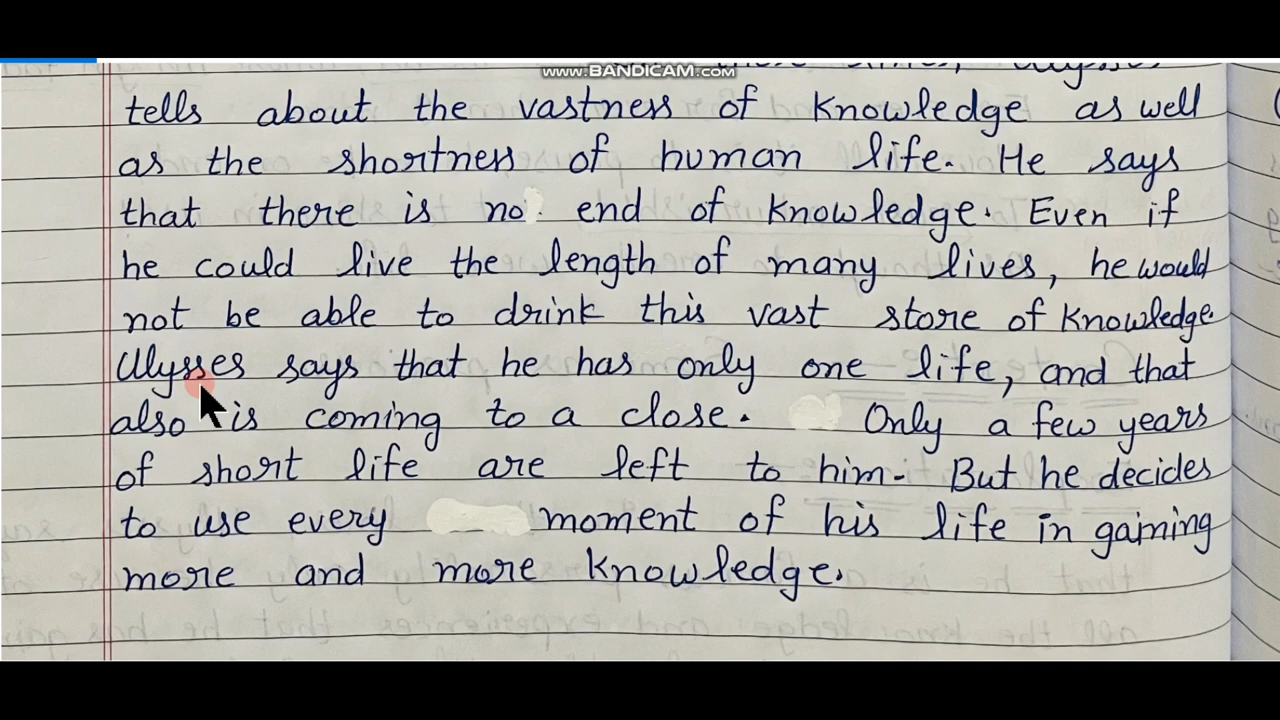 www.BANDICAM.com
tells about the vastness of knowledge as well
as the shortness of human life. He says
that there is no end of knowledge. Even if
he could live the length of many lives, he would
not be able to drink this vast store of knowledge.
Ulysses says that he has only one life, and that
also is coming to a close. Only a few years
of short life are left to him. But he decides
to use every moment of his life in gaining
more and more knowledge.